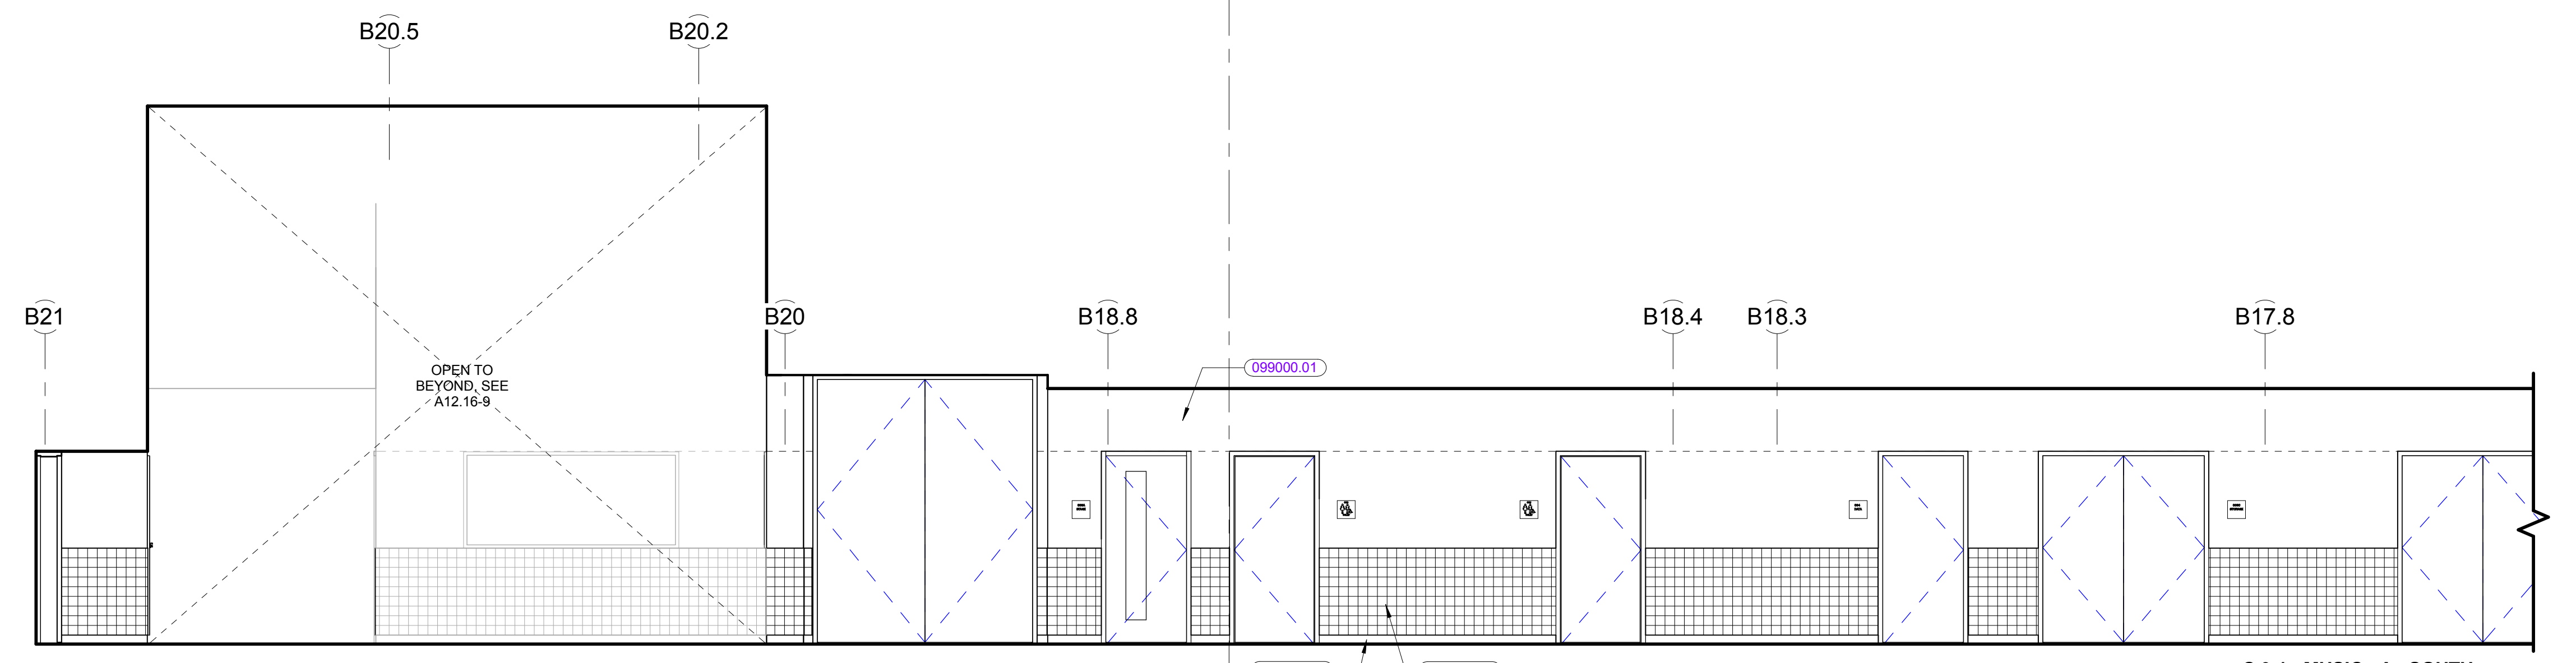 B20.5
B20.2
B21
B20
B18.8
B18.4
B18.3
B17.8
099000.01
OPEN TO
BEYOND, SEE
A12.16-9